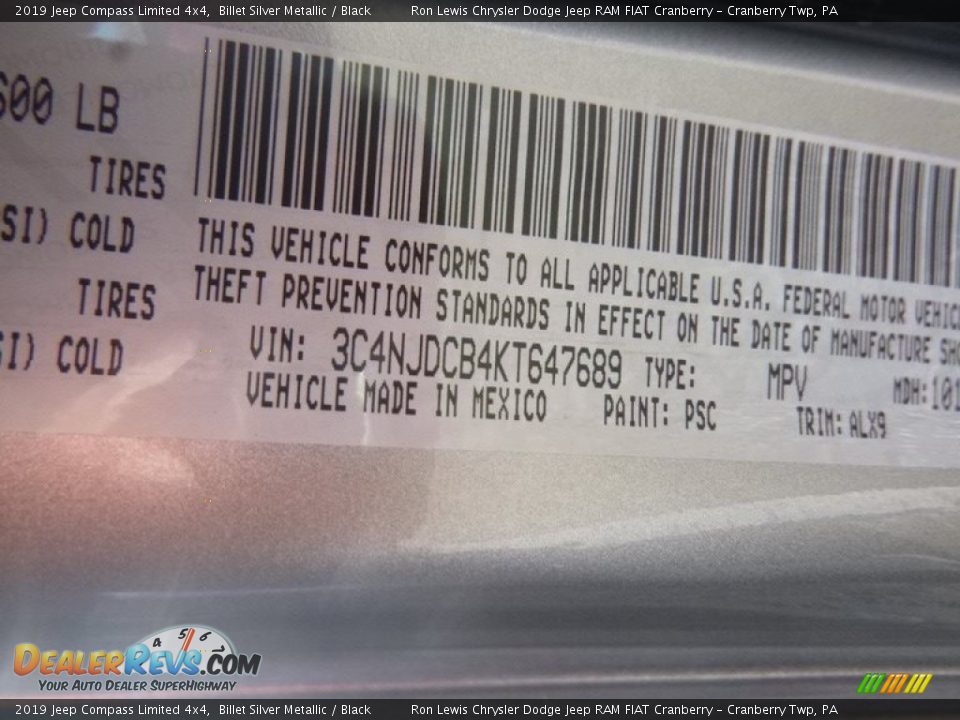 2019 Jeep Compass Limited 4x4, Billet Silver Metallic / Black Ron Lewis Chrysler Dodge Jeep RAM FIAT Cranberry – Cranberry Twp, PA
600 LB
TIRES
SI) COLD
TIRES
SI) COLD
THIS VEHICLE CONFORMS TO ALL APPLICABLE U.S.A. FEDERAL MOTOR VEHIC
THEFT PREVENTION STANDARDS IN EFFECT ON THE DATE OF MANUFACTURE SHO
VIN: 3C4NJDCB4KT647689 TYPE: MPV MDH: 101
VEHICLE MADE IN MEXICO PAINT: PSC TRIM: ALX9
4 5 6
DealerRevs.com
Your Auto Dealer SuperHighway
2019 Jeep Compass Limited 4x4, Billet Silver Metallic / Black Ron Lewis Chrysler Dodge Jeep RAM FIAT Cranberry – Cranberry Twp, PA